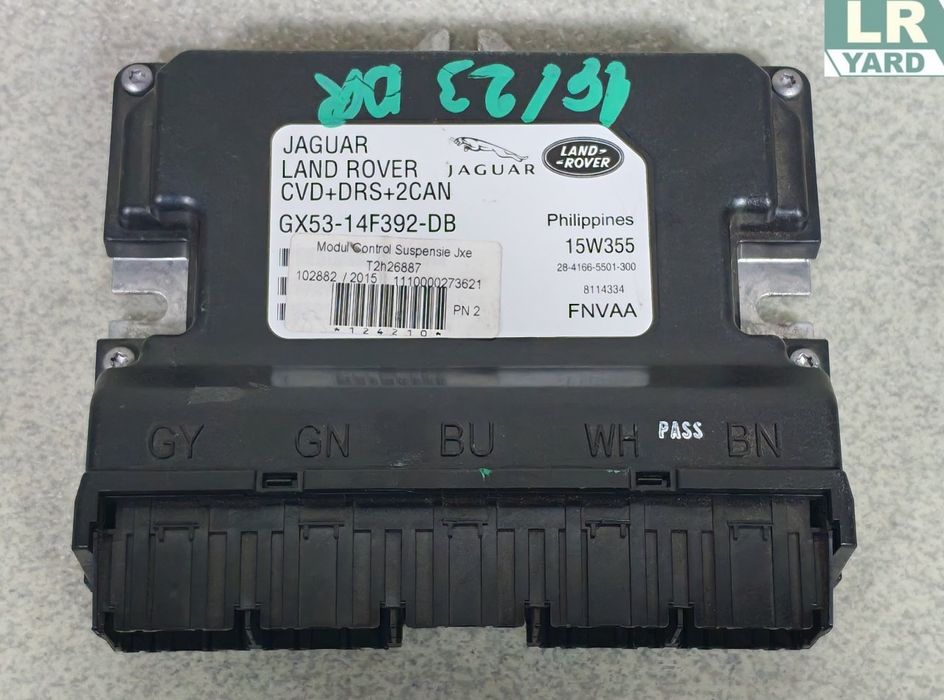 LR
YARD
16/23 DR
JAGUAR
LAND ROVER
CVD+DRS+2CAN
GX53-14F392-DB
JAGUAR
LAND-
-ROVER
Philippines
15W355
28-4166-5501-300
8114334
FNVAA
Modul Control Suspensie Jxe
T2h26887
102882 / 2015 1110000273621
PN 2
*124210*
GY GN BU WH PASS BN